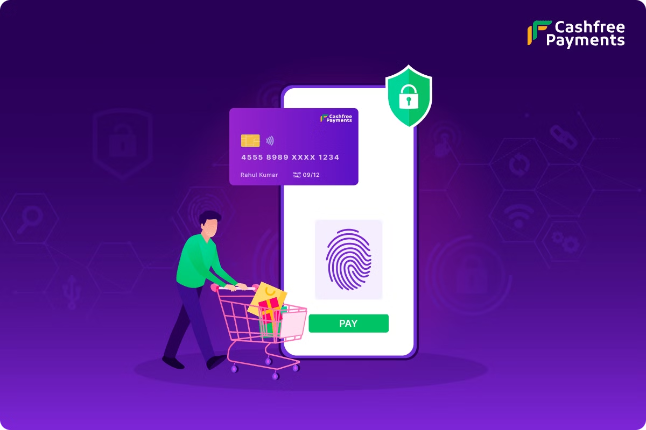 Cashfree
Payments
Cashfree
Payments
4555 8989 XXXX 1234
Rahul Kumar
09/12
PAY